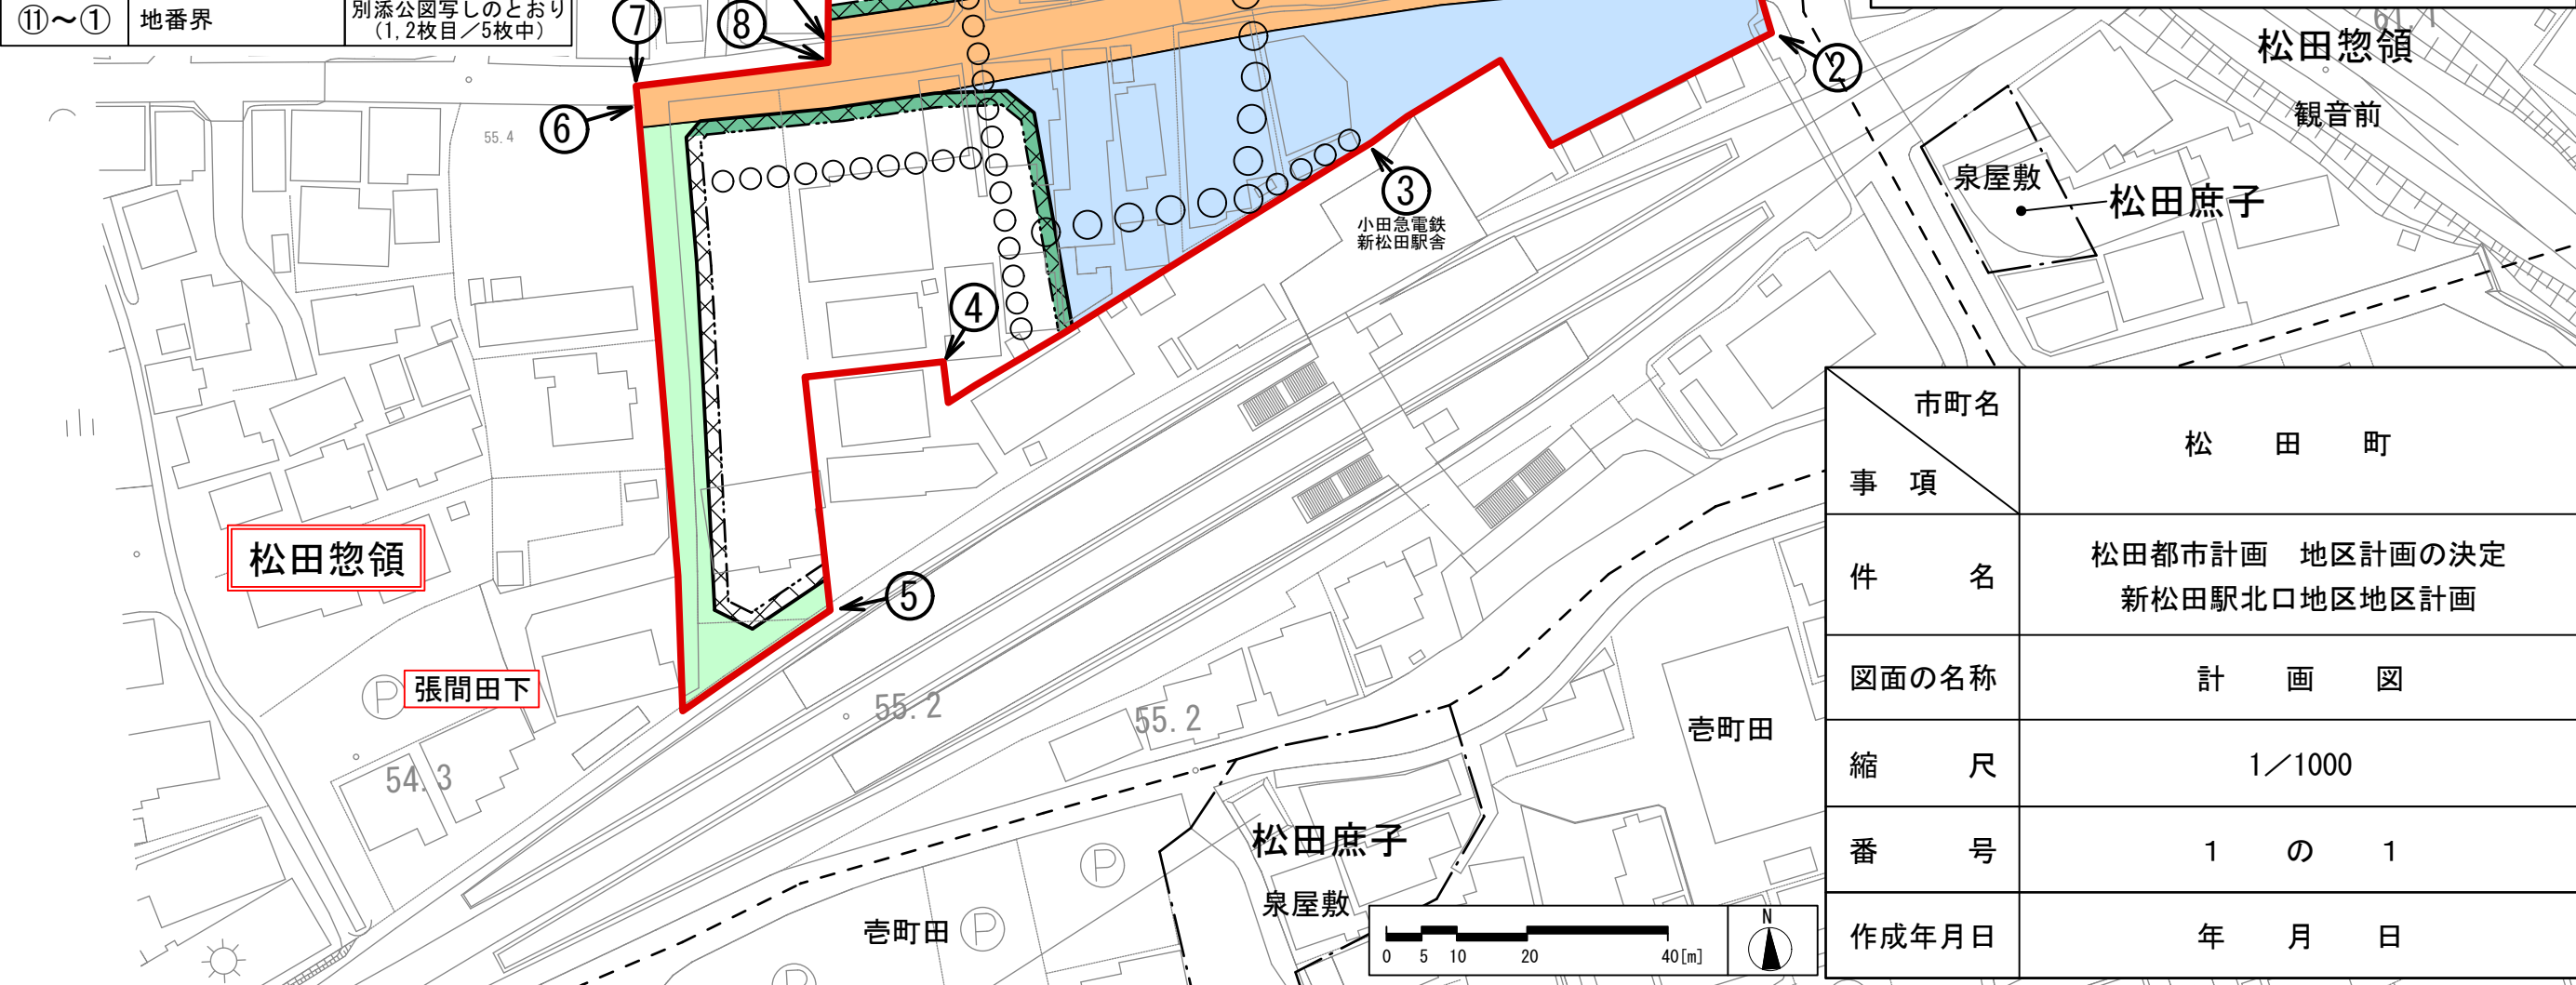 ⑪～① 地番界 別添公図写しのとおり
(1,2枚目／5枚中)
⑦
⑧
②
⑥
55.4
松田惣領
観音前
③
小田急電鉄
新松田駅舎
泉屋敷
松田庶子
④
⑤
松田惣領
張間田下
P
54.3
55.2
55.2
壱町田
松田庶子
泉屋敷
P
壱町田
P
P
0 5 10 20 40[m]
N
市町名
事項
松田町
件名
松田都市計画 地区計画の決定
新松田駅北口地区地区計画
図面の名称 計画図
縮尺 1／1000
番号 1の1
作成年月日 年月日